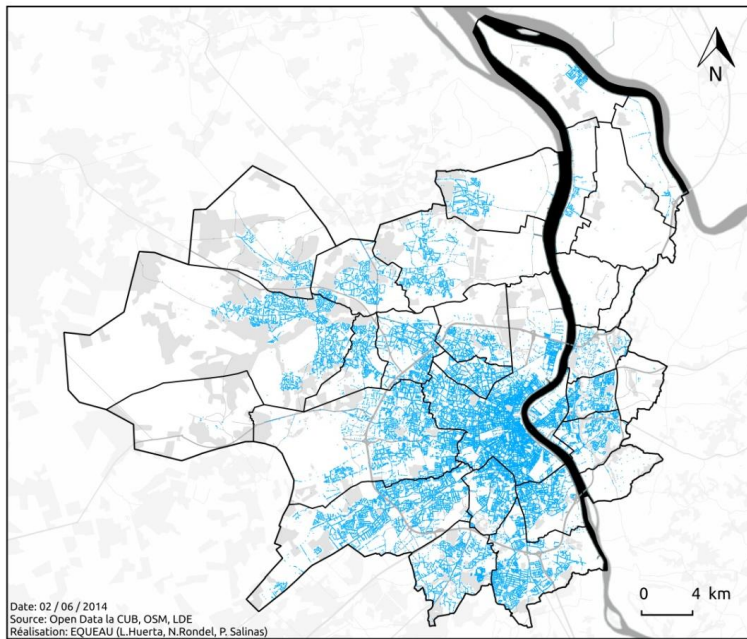 N
0 4 km
Date: 02 / 06 / 2014
Source: Open Data la CUB, OSM, LDE
Réalisation: EQUEAU (L.Huerta, N.Rondel, P. Salinas)